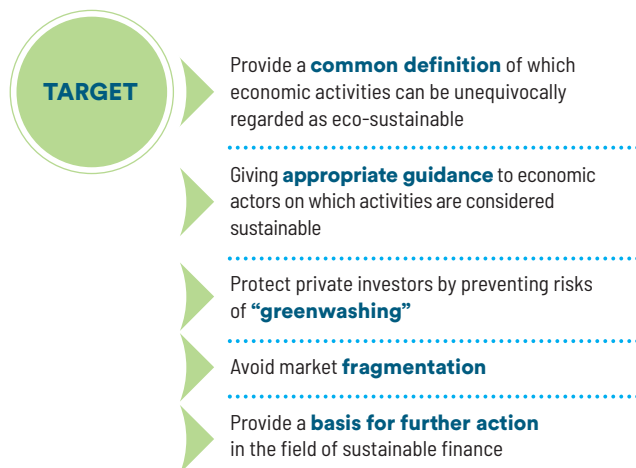 TARGET
Provide a common definition of which
economic activities can be unequivocally
regarded as eco-sustainable
Giving appropriate guidance to economic
actors on which activities are considered
sustainable
Protect private investors by preventing risks
of “greenwashing”
Avoid market fragmentation
Provide a basis for further action
in the field of sustainable finance